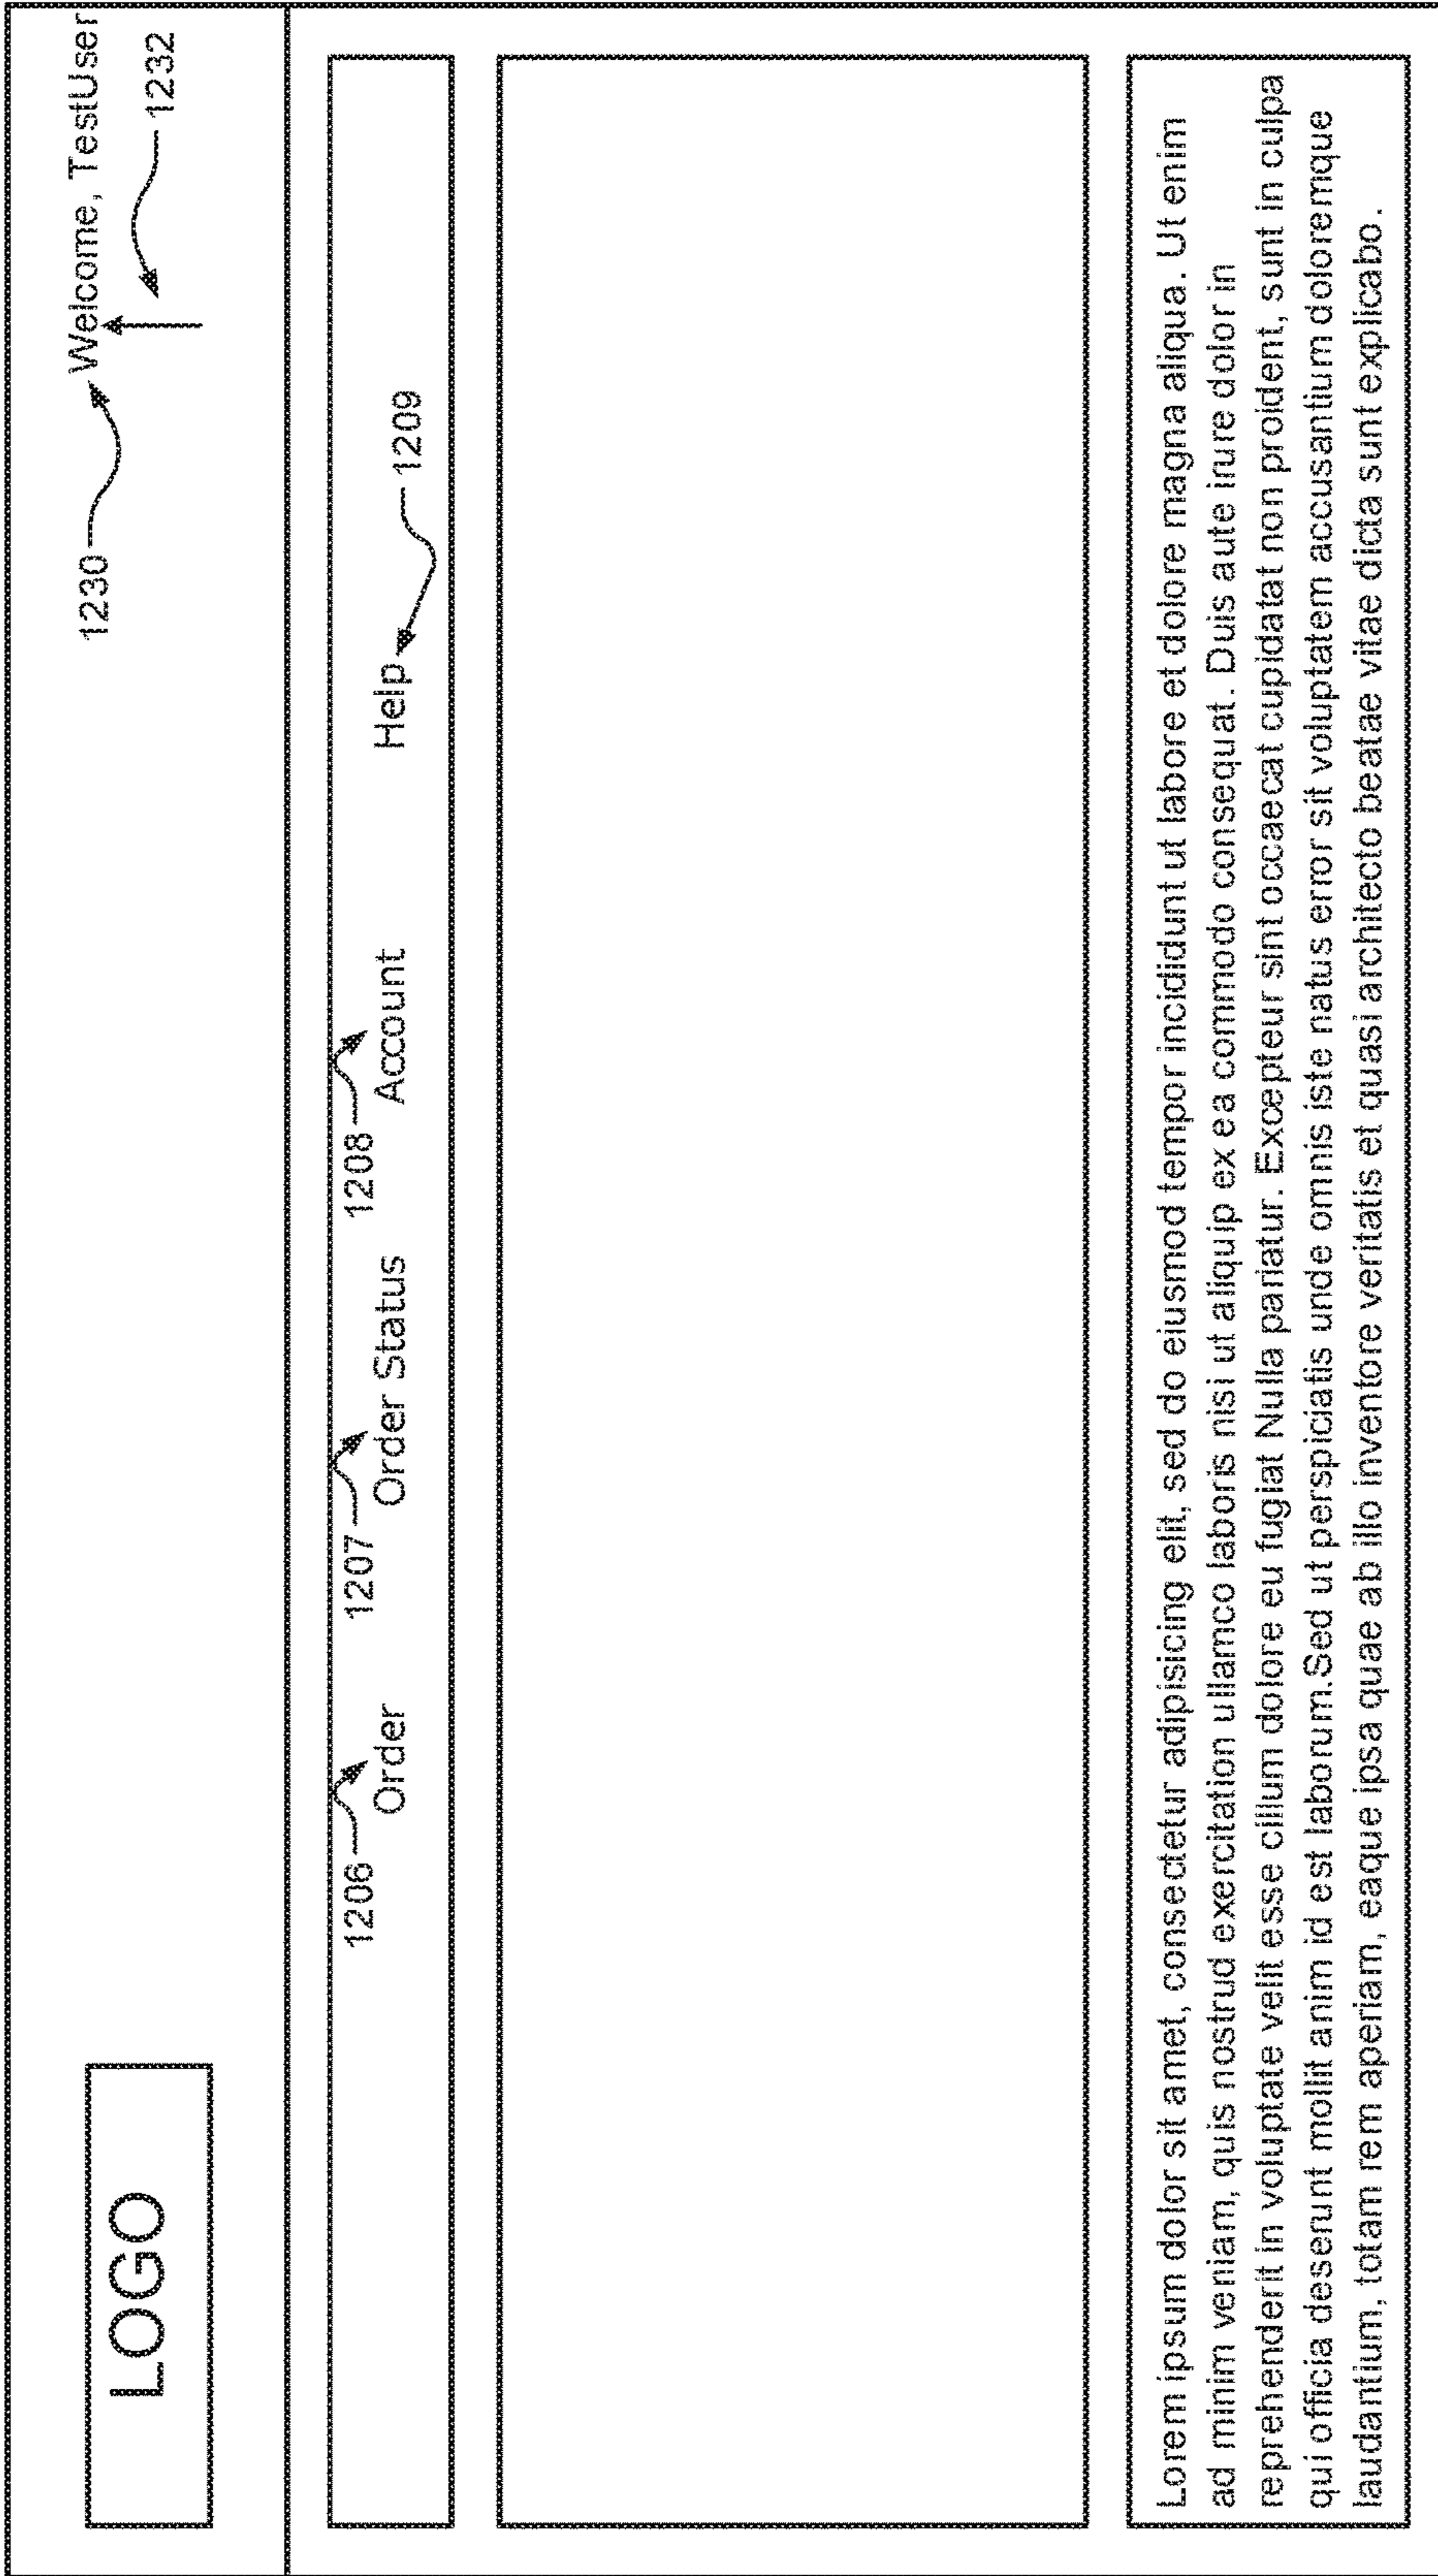 LOGO
1230
Welcome, TestUser
1232
1206
Order
1207
Order Status
1208
Account
Help
1209
Lorem ipsum dolor sit amet, consectetur adipisicing elit, sed do eiusmod tempor incididunt ut labore et dolore magna aliqua. Ut enim
ad minim veniam, quis nostrud exercitation ullamco laboris nisi ut aliquip ex ea commodo consequat. Duis aute irure dolor in
reprehenderit in voluptate velit esse cillum dolore eu fugiat Nulla pariatur. Excepteur sint occaecat cupidatat non proident, sunt in culpa
qui officia deserunt mollit anim id est laborum.Sed ut perspiciatis unde omnis iste natus error sit voluptatem accusantium doloremque
laudantium, totam rem aperiam, eaque ipsa quae ab illo inventore veritatis et quasi architecto beatae vitae dicta sunt explicabo.